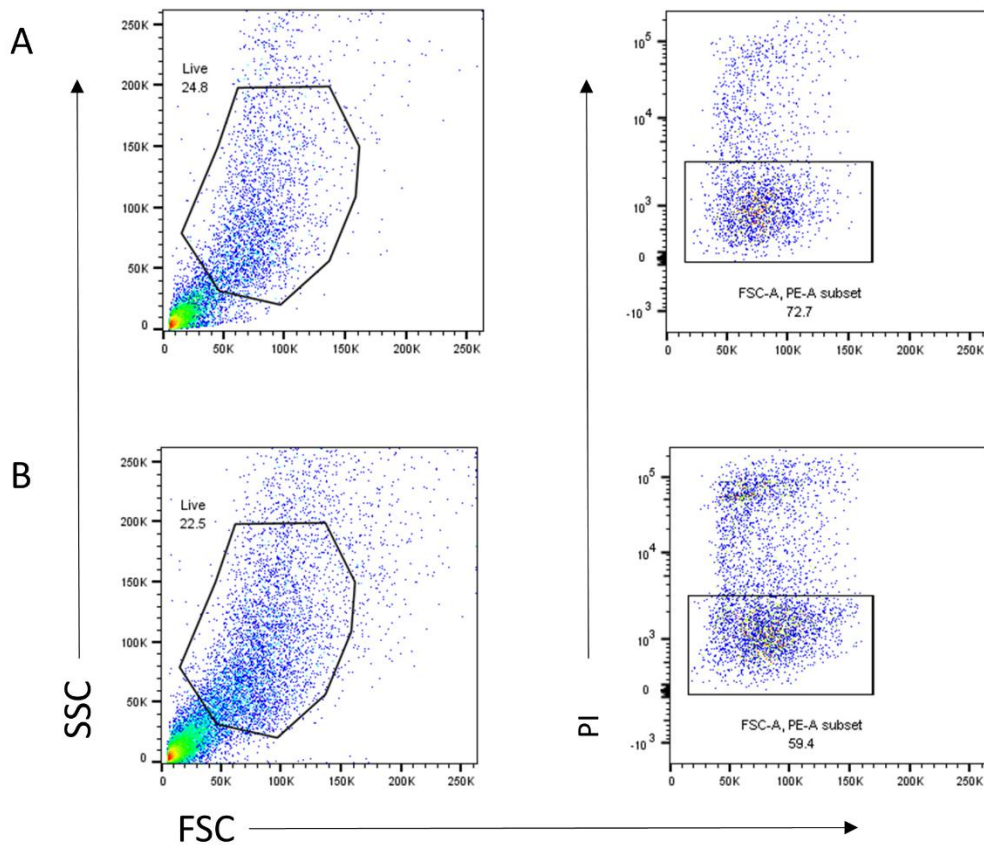 A
250K
200K
150K
100K
50K
0
Live
24.8
0 50K 100K 150K 200K 250K
10^5
10^4
10^3
0
-10^3
FSC-A, PE-A subset
72.7
0 50K 100K 150K 200K 250K
B
250K
200K
150K
100K
50K
0
Live
22.5
0 50K 100K 150K 200K 250K
10^5
10^4
10^3
0
-10^3
FSC-A, PE-A subset
59.4
0 50K 100K 150K 200K 250K
SSC
PI
FSC